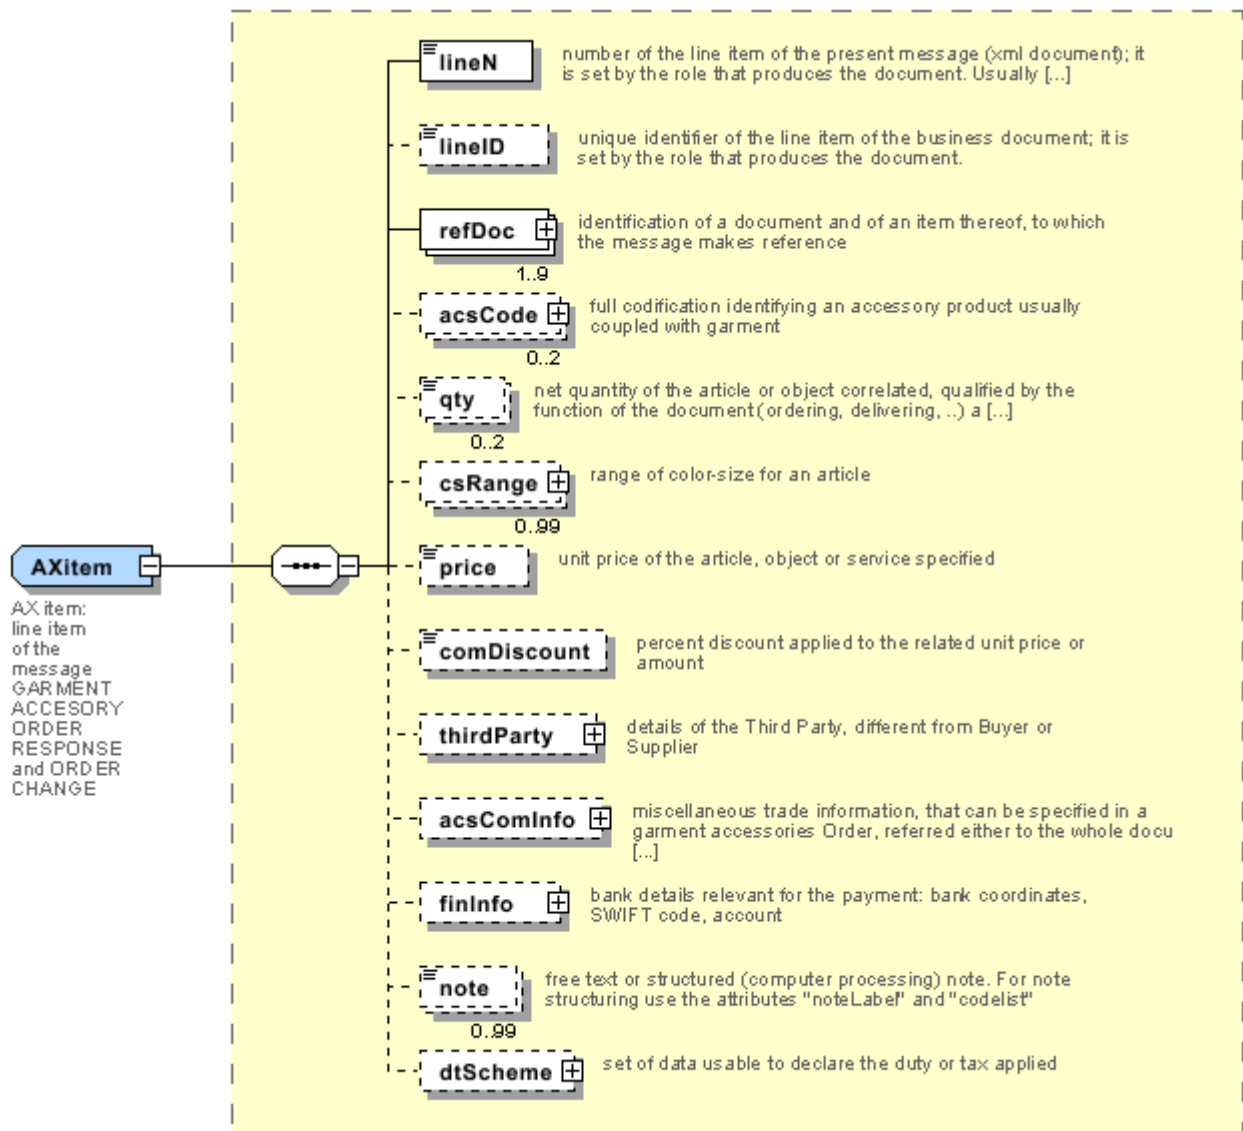 lineN
number of the line item of the present message (xml document); it
is set by the role that produces the document. Usually [...]
lineID
unique identifier of the line item of the business document; it is
set by the role that produces the document.
refDoc
identification of a document and of an item thereof, to which
the message makes reference
1..9
acsCode
full codification identifying an accessory product usually
coupled with garment
0..2
qty
net quantity of the article or object correlated, qualified by the
function of the document (ordering, delivering, ..) a [...]
0..2
csRange
range of color-size for an article
0..99
AXitem
AX item:
line item
of the
message
GARMENT
ACCESORY
ORDER
RESPONSE
and ORDER
CHANGE
price
unit price of the article, object or service specified
comDiscount
percent discount applied to the related unit price or
amount
thirdParty
details of the Third Party, different from Buyer or
Supplier
acsComInfo
miscellaneous trade information, that can be specified in a
garment accessories Order, referred either to the whole docu
[...]
finInfo
bank details relevant for the payment: bank coordinates,
SWIFT code, account
note
free text or structured (computer processing) note. For note
structuring use the attributes "noteLabel" and "codelist"
0..99
dtScheme
set of data usable to declare the duty or tax applied